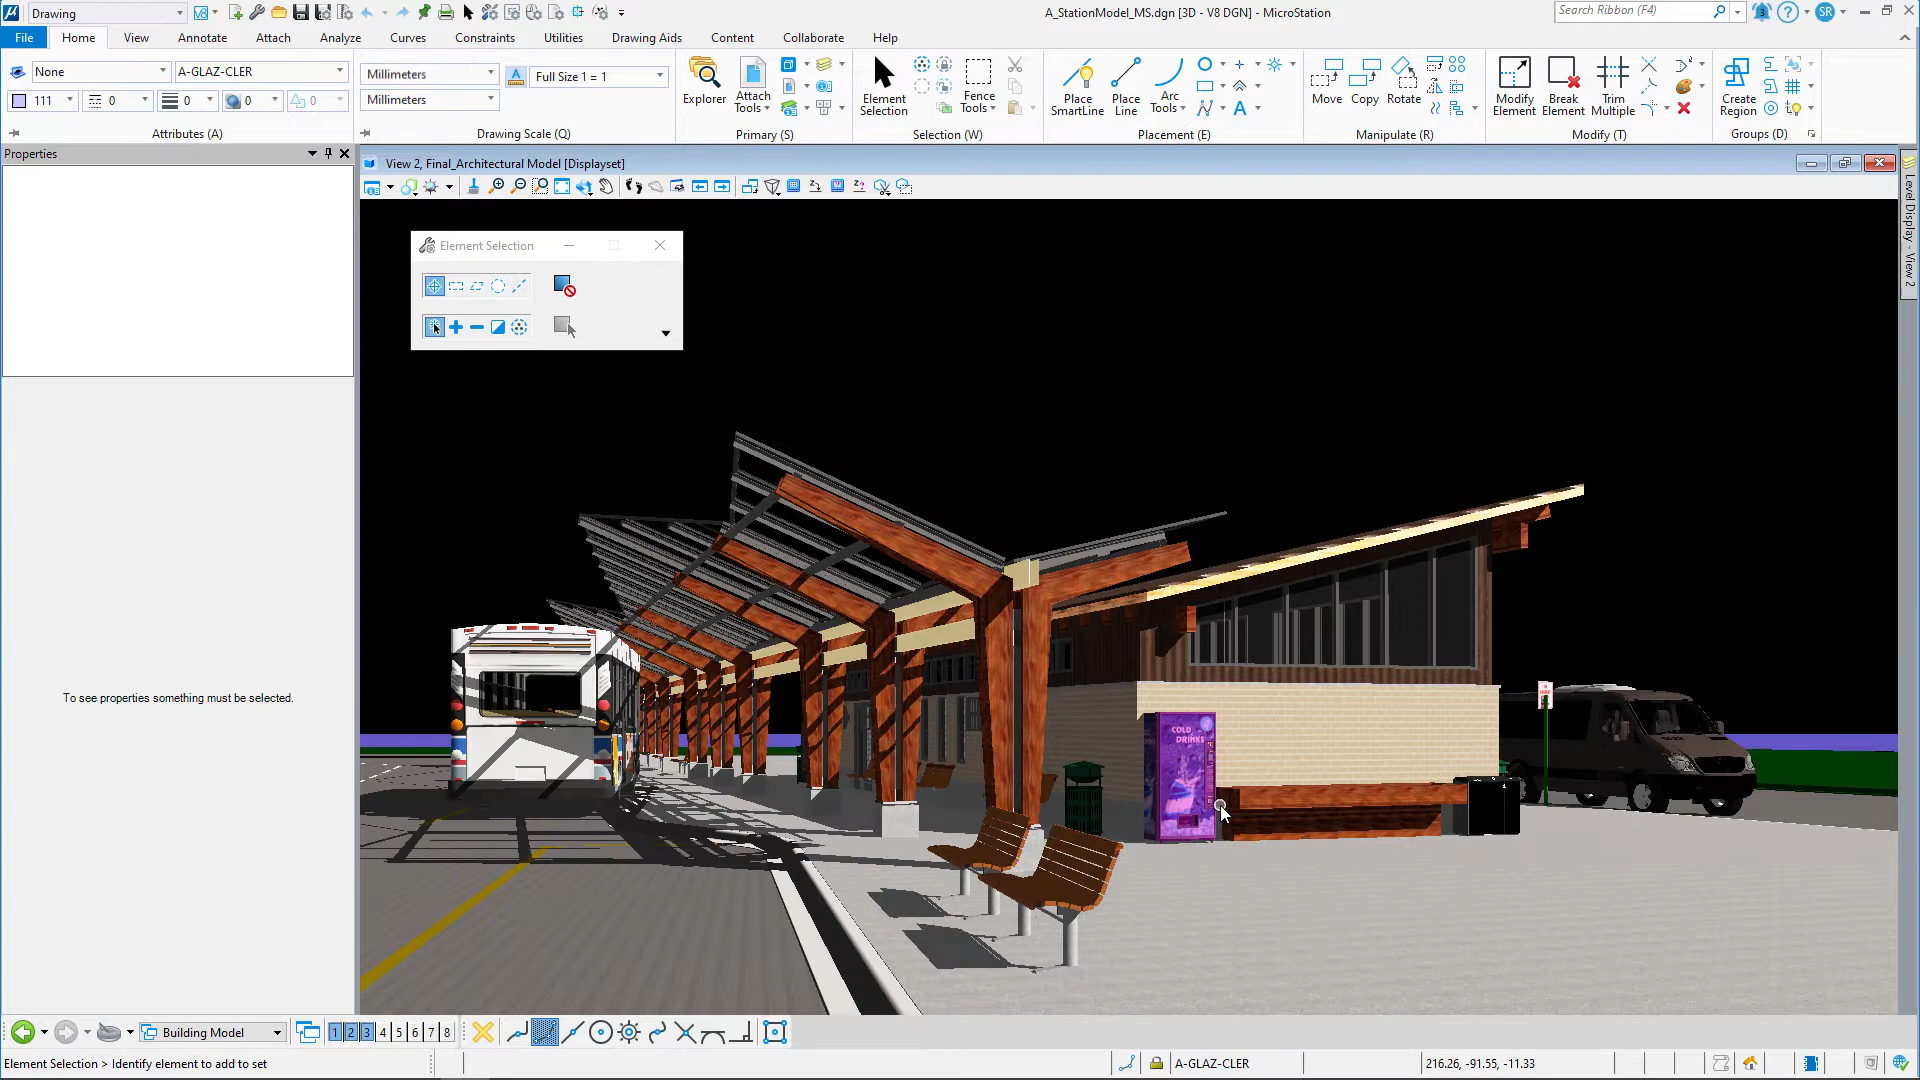 Drawing
A_StationModel_MS.dgn [3D - V8 DGN] - MicroStation
Search Ribbon (F4)
3
SR
File
Home
View
Annotate
Attach
Analyze
Curves
Constraints
Utilities
Drawing Aids
Content
Collaborate
Help
None
A-GLAZ-CLER
111
0
0
0
0
Attributes (A)
Millimeters
Millimeters
Full Size 1 = 1
Drawing Scale (Q)
Explorer
Attach
Tools
Primary (S)
Element
Selection
Fence
Tools
Selection (W)
Place
SmartLine
Place
Line
Arc
Tools
Placement (E)
Move
Copy
Rotate
Manipulate (R)
Modify
Element
Break
Element
Trim
Multiple
Modify (T)
Create
Region
Groups (D)
Properties
To see properties something must be selected.
View 2, Final_Architectural Model [Displayset]
Level Display - View 2
Element Selection
COLD
DRINKS
Building Model
1 2 3 4 5 6 7 8
Element Selection > Identify element to add to set
A-GLAZ-CLER
216.26, -91.55, -11.33